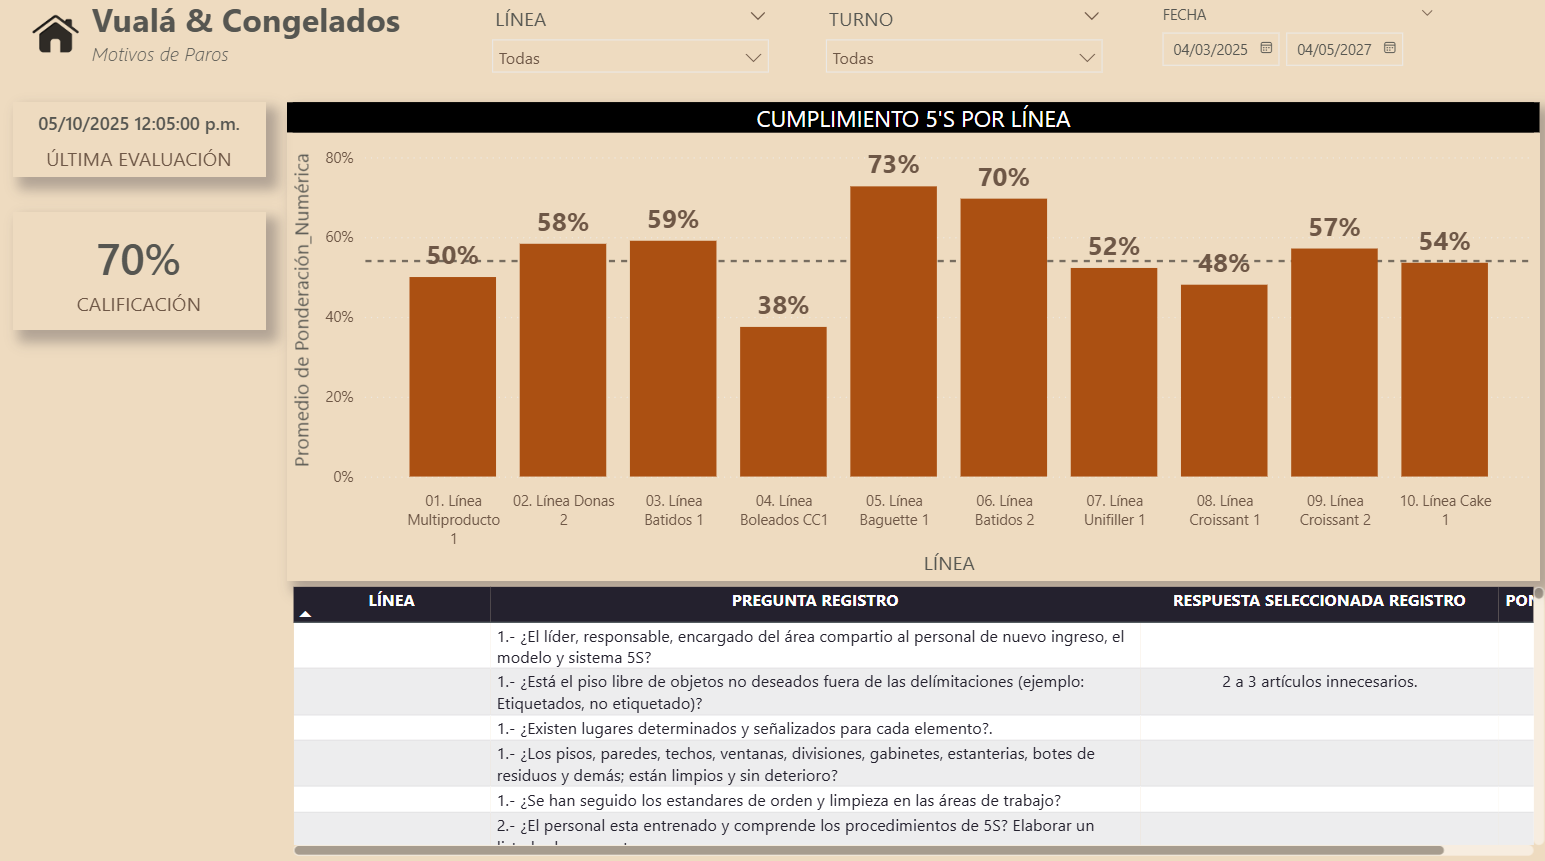 Vualá & Congelados
Motivos de Paros
LÍNEA
Todas
TURNO
Todas
FECHA
04/03/2025
04/05/2027
05/10/2025 12:05:00 p.m.
ÚLTIMA EVALUACIÓN
70%
CALIFICACIÓN
CUMPLIMIENTO 5'S POR LÍNEA
Promedio de Ponderación_Numérica
80%
60%
40%
20%
0%
50%
58%
59%
38%
73%
70%
52%
48%
57%
54%
01. Línea
Multiproducto
1
02. Línea Donas
2
03. Línea
Batidos 1
04. Línea
Boleados CC1
05. Línea
Baguette 1
06. Línea
Batidos 2
07. Línea
Unifiller 1
08. Línea
Croissant 1
09. Línea
Croissant 2
10. Línea Cake
1
LÍNEA
LÍNEA PREGUNTA REGISTRO RESPUESTA SELECCIONADA REGISTRO
1.- ¿El líder, responsable, encargado del área compartio al personal de nuevo ingreso, el
modelo y sistema 5S?
1.- ¿Está el piso libre de objetos no deseados fuera de las delímitaciones (ejemplo:
Etiquetados, no etiquetado)?
2 a 3 artículos innecesarios.
1.- ¿Existen lugares determinados y señalizados para cada elemento?.
1.- ¿Los pisos, paredes, techos, ventanas, divisiones, gabinetes, estanterias, botes de
residuos y demás; están limpios y sin deterioro?
1.- ¿Se han seguido los estandares de orden y limpieza en las áreas de trabajo?
2.- ¿El personal esta entrenado y comprende los procedimientos de 5S? Elaborar un